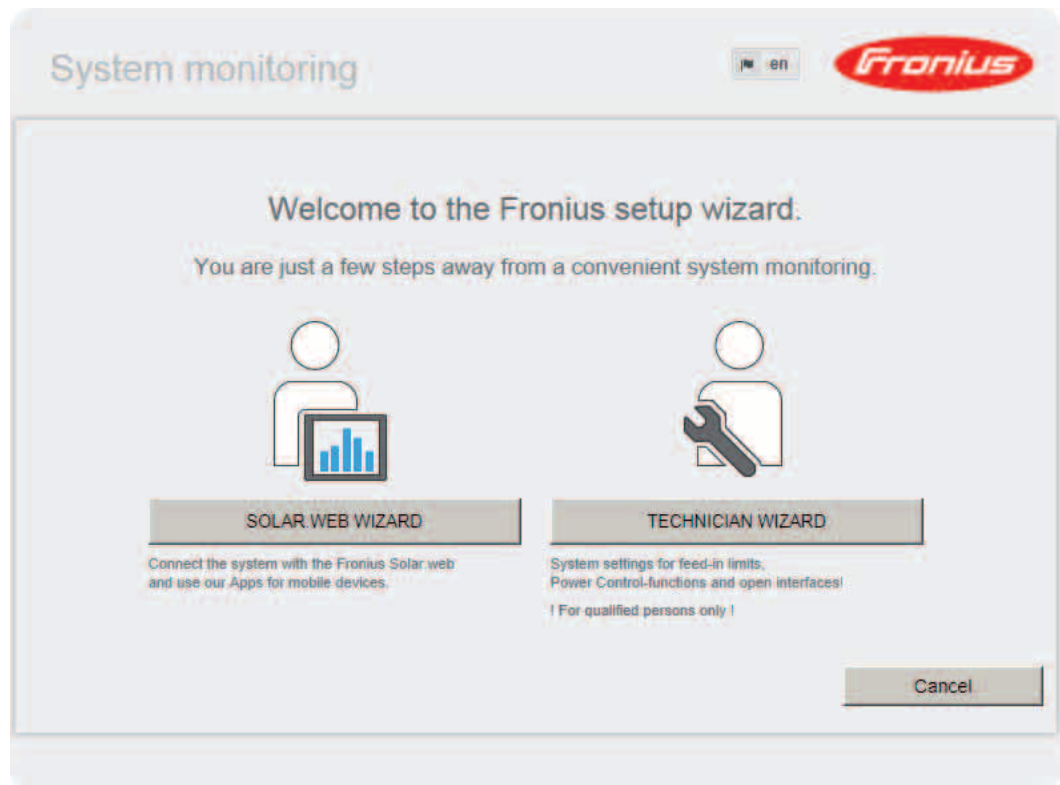 System monitoring
en
Fronius
Welcome to the Fronius setup wizard.
You are just a few steps away from a convenient system monitoring.
SOLAR.WEB WIZARD
TECHNICIAN WIZARD
Connect the system with the Fronius Solar.web
and use our Apps for mobile devices.
System settings for feed-in limits,
Power Control-functions and open interfaces!
! For qualified persons only !
Cancel